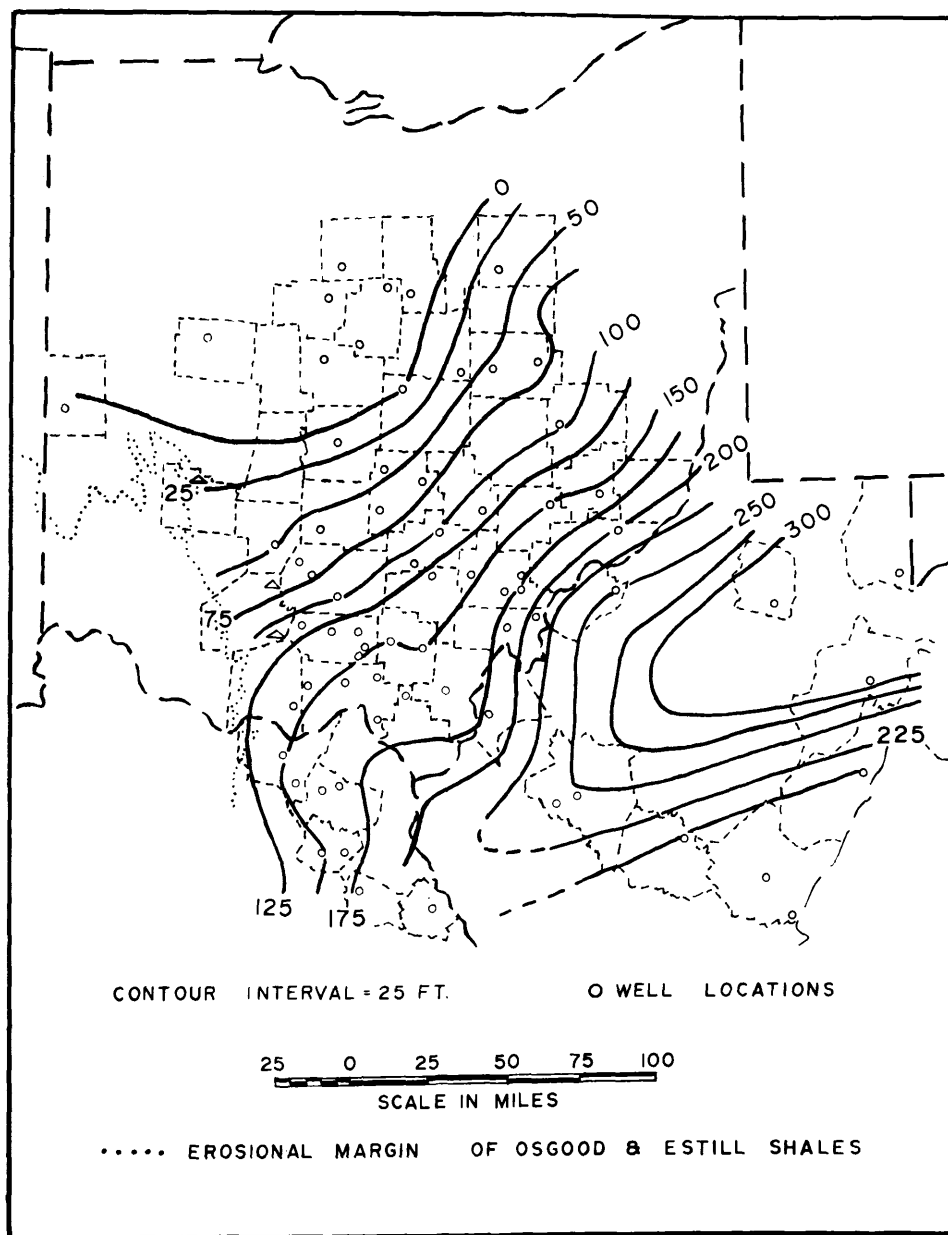 0
50
100
150
200
250
300
25
75
225
125
175
CONTOUR INTERVAL = 25 FT.
O WELL LOCATIONS
25 0 25 50 75 100
SCALE IN MILES
..... EROSIONAL MARGIN OF OSGOOD & ESTILL SHALES